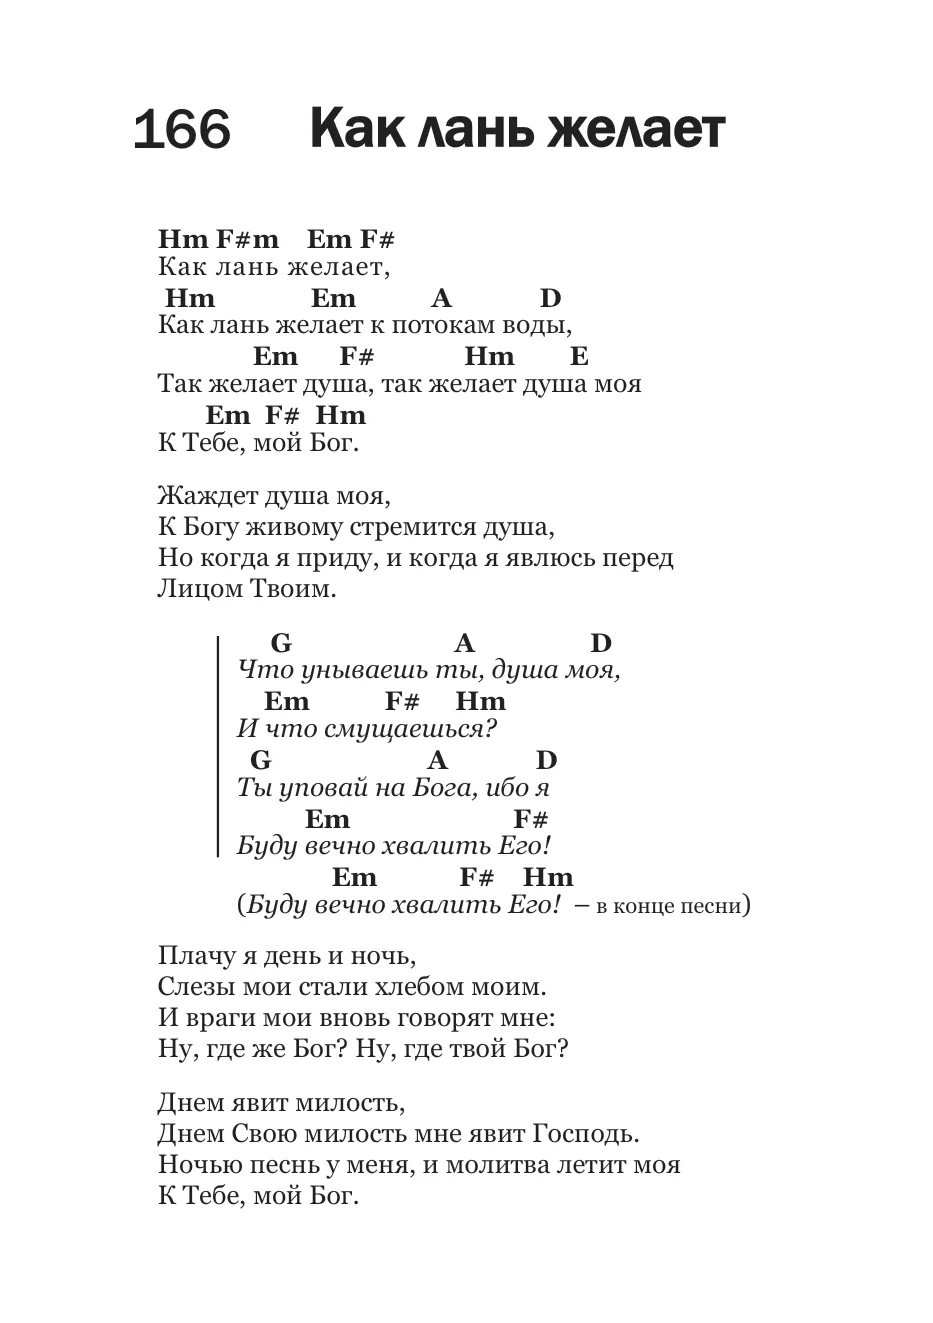 166 Как лань желает
Hm F#m Em F#
Как лань желает,
Hm Em A D
Как лань желает к потокам воды,
Em F# Hm E
Так желает душа, так желает душа моя
Em F# Hm
К Тебе, мой Бог.
Жаждет душа моя,
К Богу живому стремится душа,
Но когда я приду, и когда я явлюсь перед
Лицом Твоим.
G A D
Что унываешь ты, душа моя,
Em F# Hm
И что смущаешься?
G A D
Ты уповай на Бога, ибо я
Em F#
Буду вечно хвалить Его!
Em F# Hm
(Буду вечно хвалить Его! – в конце песни)
Плачу я день и ночь,
Слезы мои стали хлебом моим.
И враги мои вновь говорят мне:
Ну, где же Бог? Ну, где твой Бог?
Днем явит милость,
Днем Свою милость мне явит Господь.
Ночью песнь у меня, и молитва летит моя
К Тебе, мой Бог.